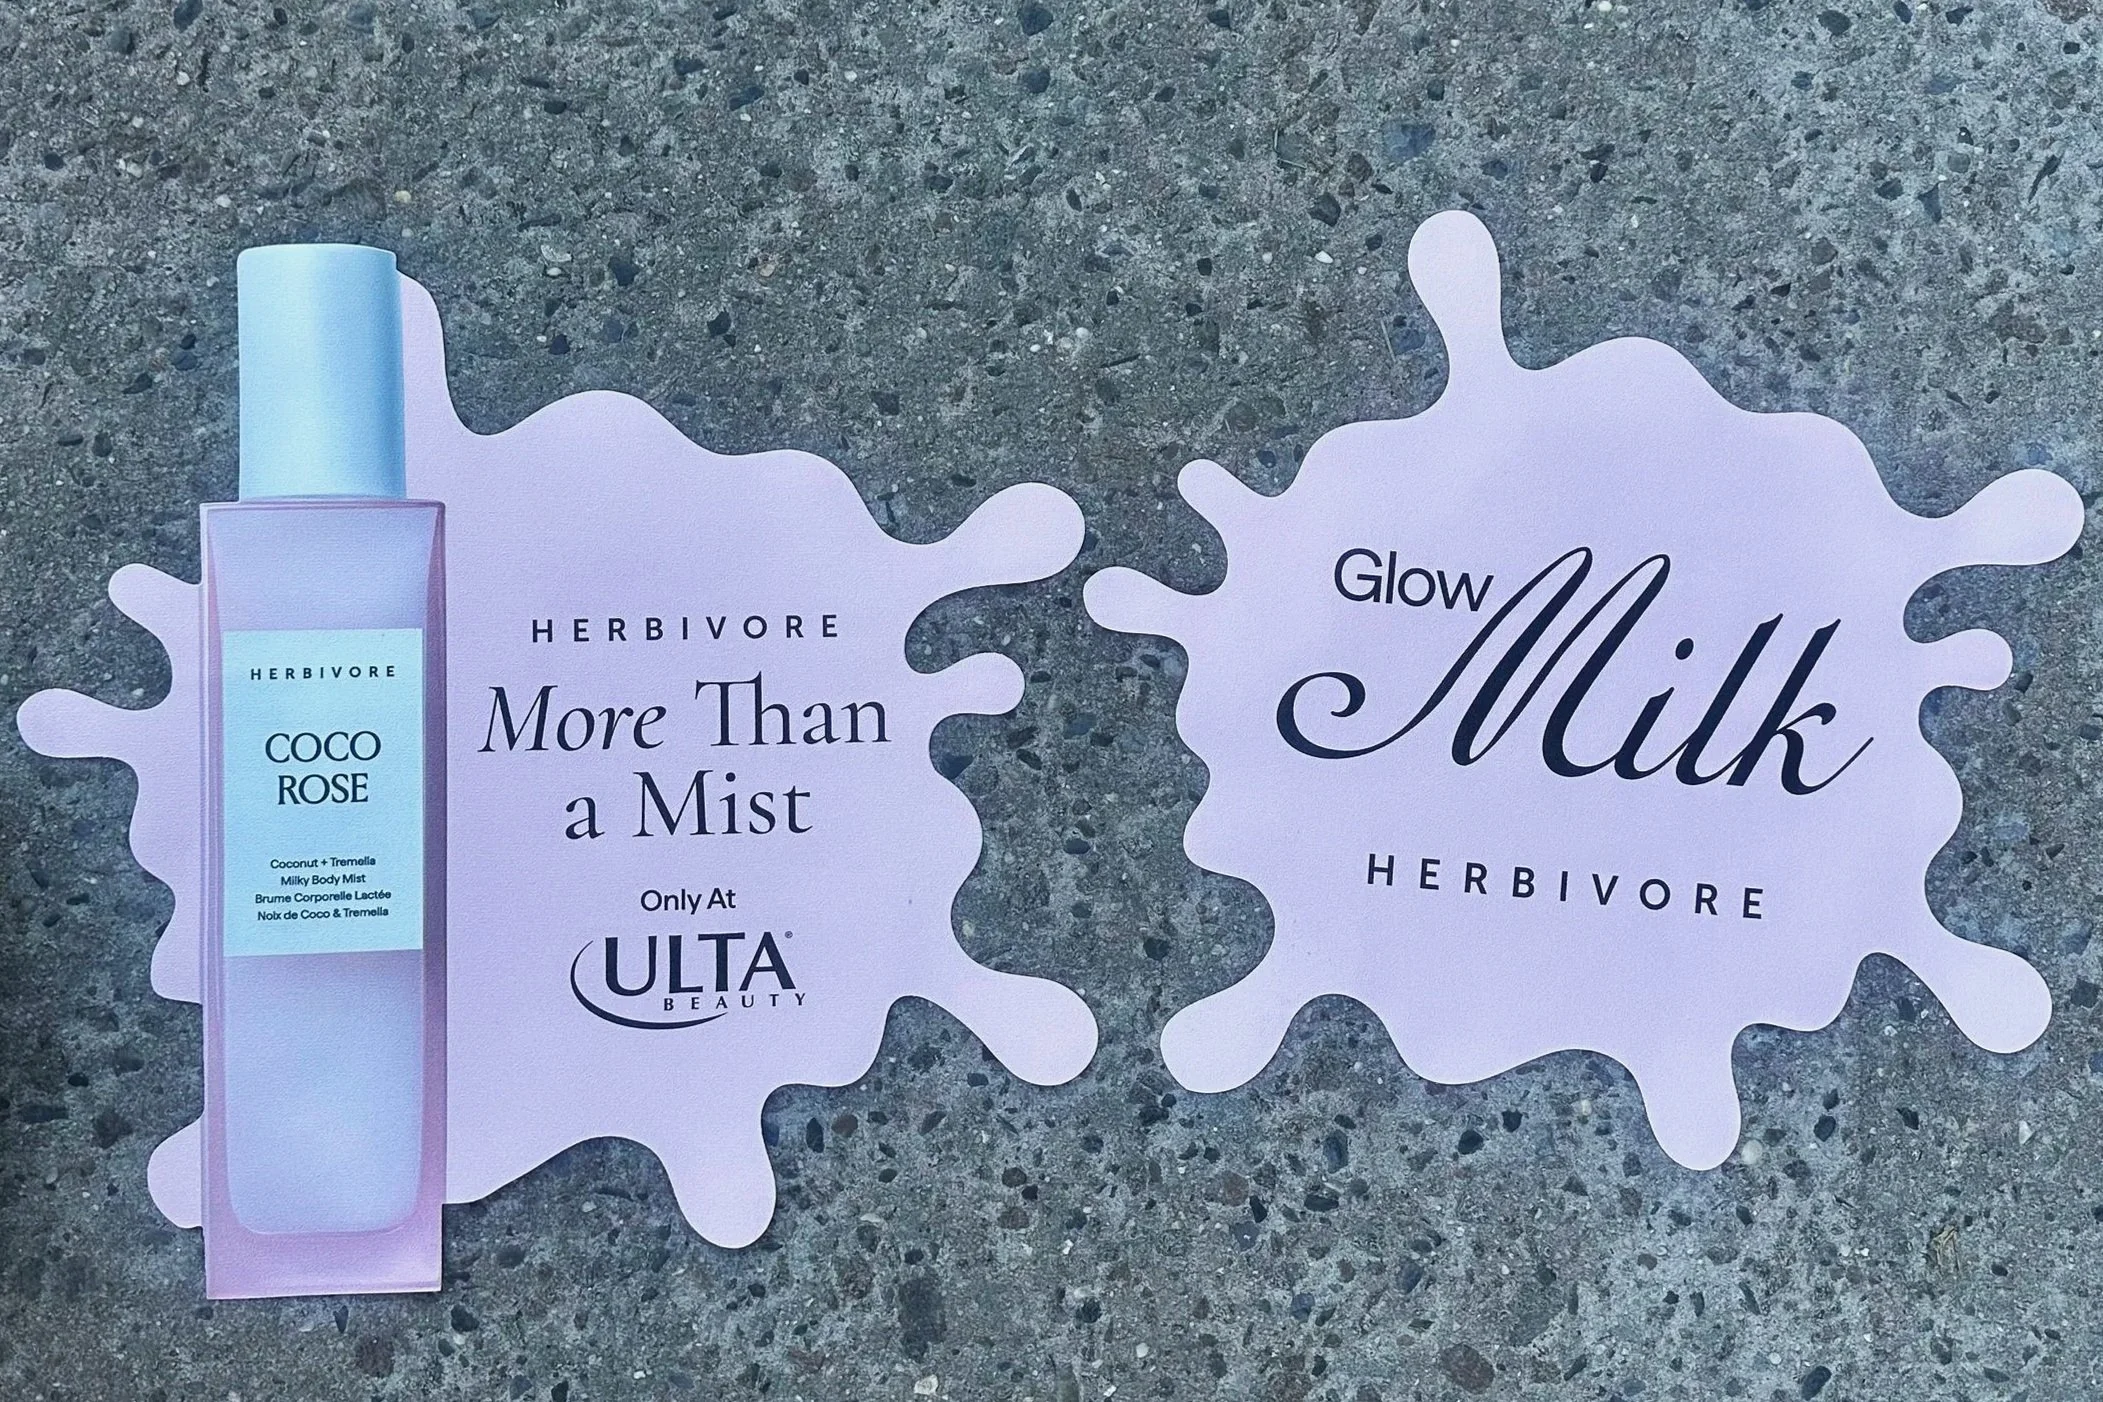 HERBIVORE
COCO
ROSE
Coconut + Tremella
Milky Body Mist
Brume Corporelle Lactée
Noix de Coco & Tremella
HERBIVORE
More Than
a Mist
Only At
ULTA®
BEAUTY
Glow
Milk
HERBIVORE